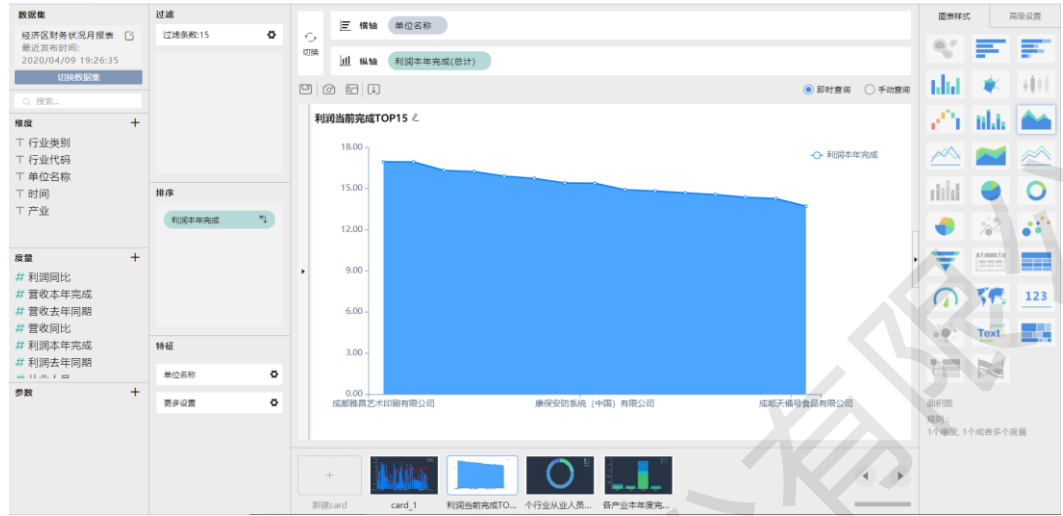 数据集
经济区财务状况月报表
最近发布时间:
2020/04/09 19:26:35
切换数据集
搜索...
维度 +
T 行业类别
T 行业代码
T 单位名称
T 时间
T 产业
度量 +
# 利润同比
# 营收本年完成
# 营收去年同期
# 营收同比
# 利润本年完成
# 利润去年同期
参数 +
过滤
过滤条数:15
排序
利润本年完成
特征
单位名称
更多设置
切换
横轴 单位名称
纵轴 利润本年完成(总计)
即时查询 手动查询
利润当前完成TOP15
利润本年完成
18.00
15.00
12.00
9.00
6.00
3.00
0.00
成都雅昌艺术印刷有限公司 康保安防系统（中国）有限公司 成都天福号食品有限公司
+
新建card card_1 利润当前完成TO... 个行业从业人员... 各产业本年度完...
图表样式 高级设置
123
Text
面积图
规则：
1个维度, 1个或者多个度量